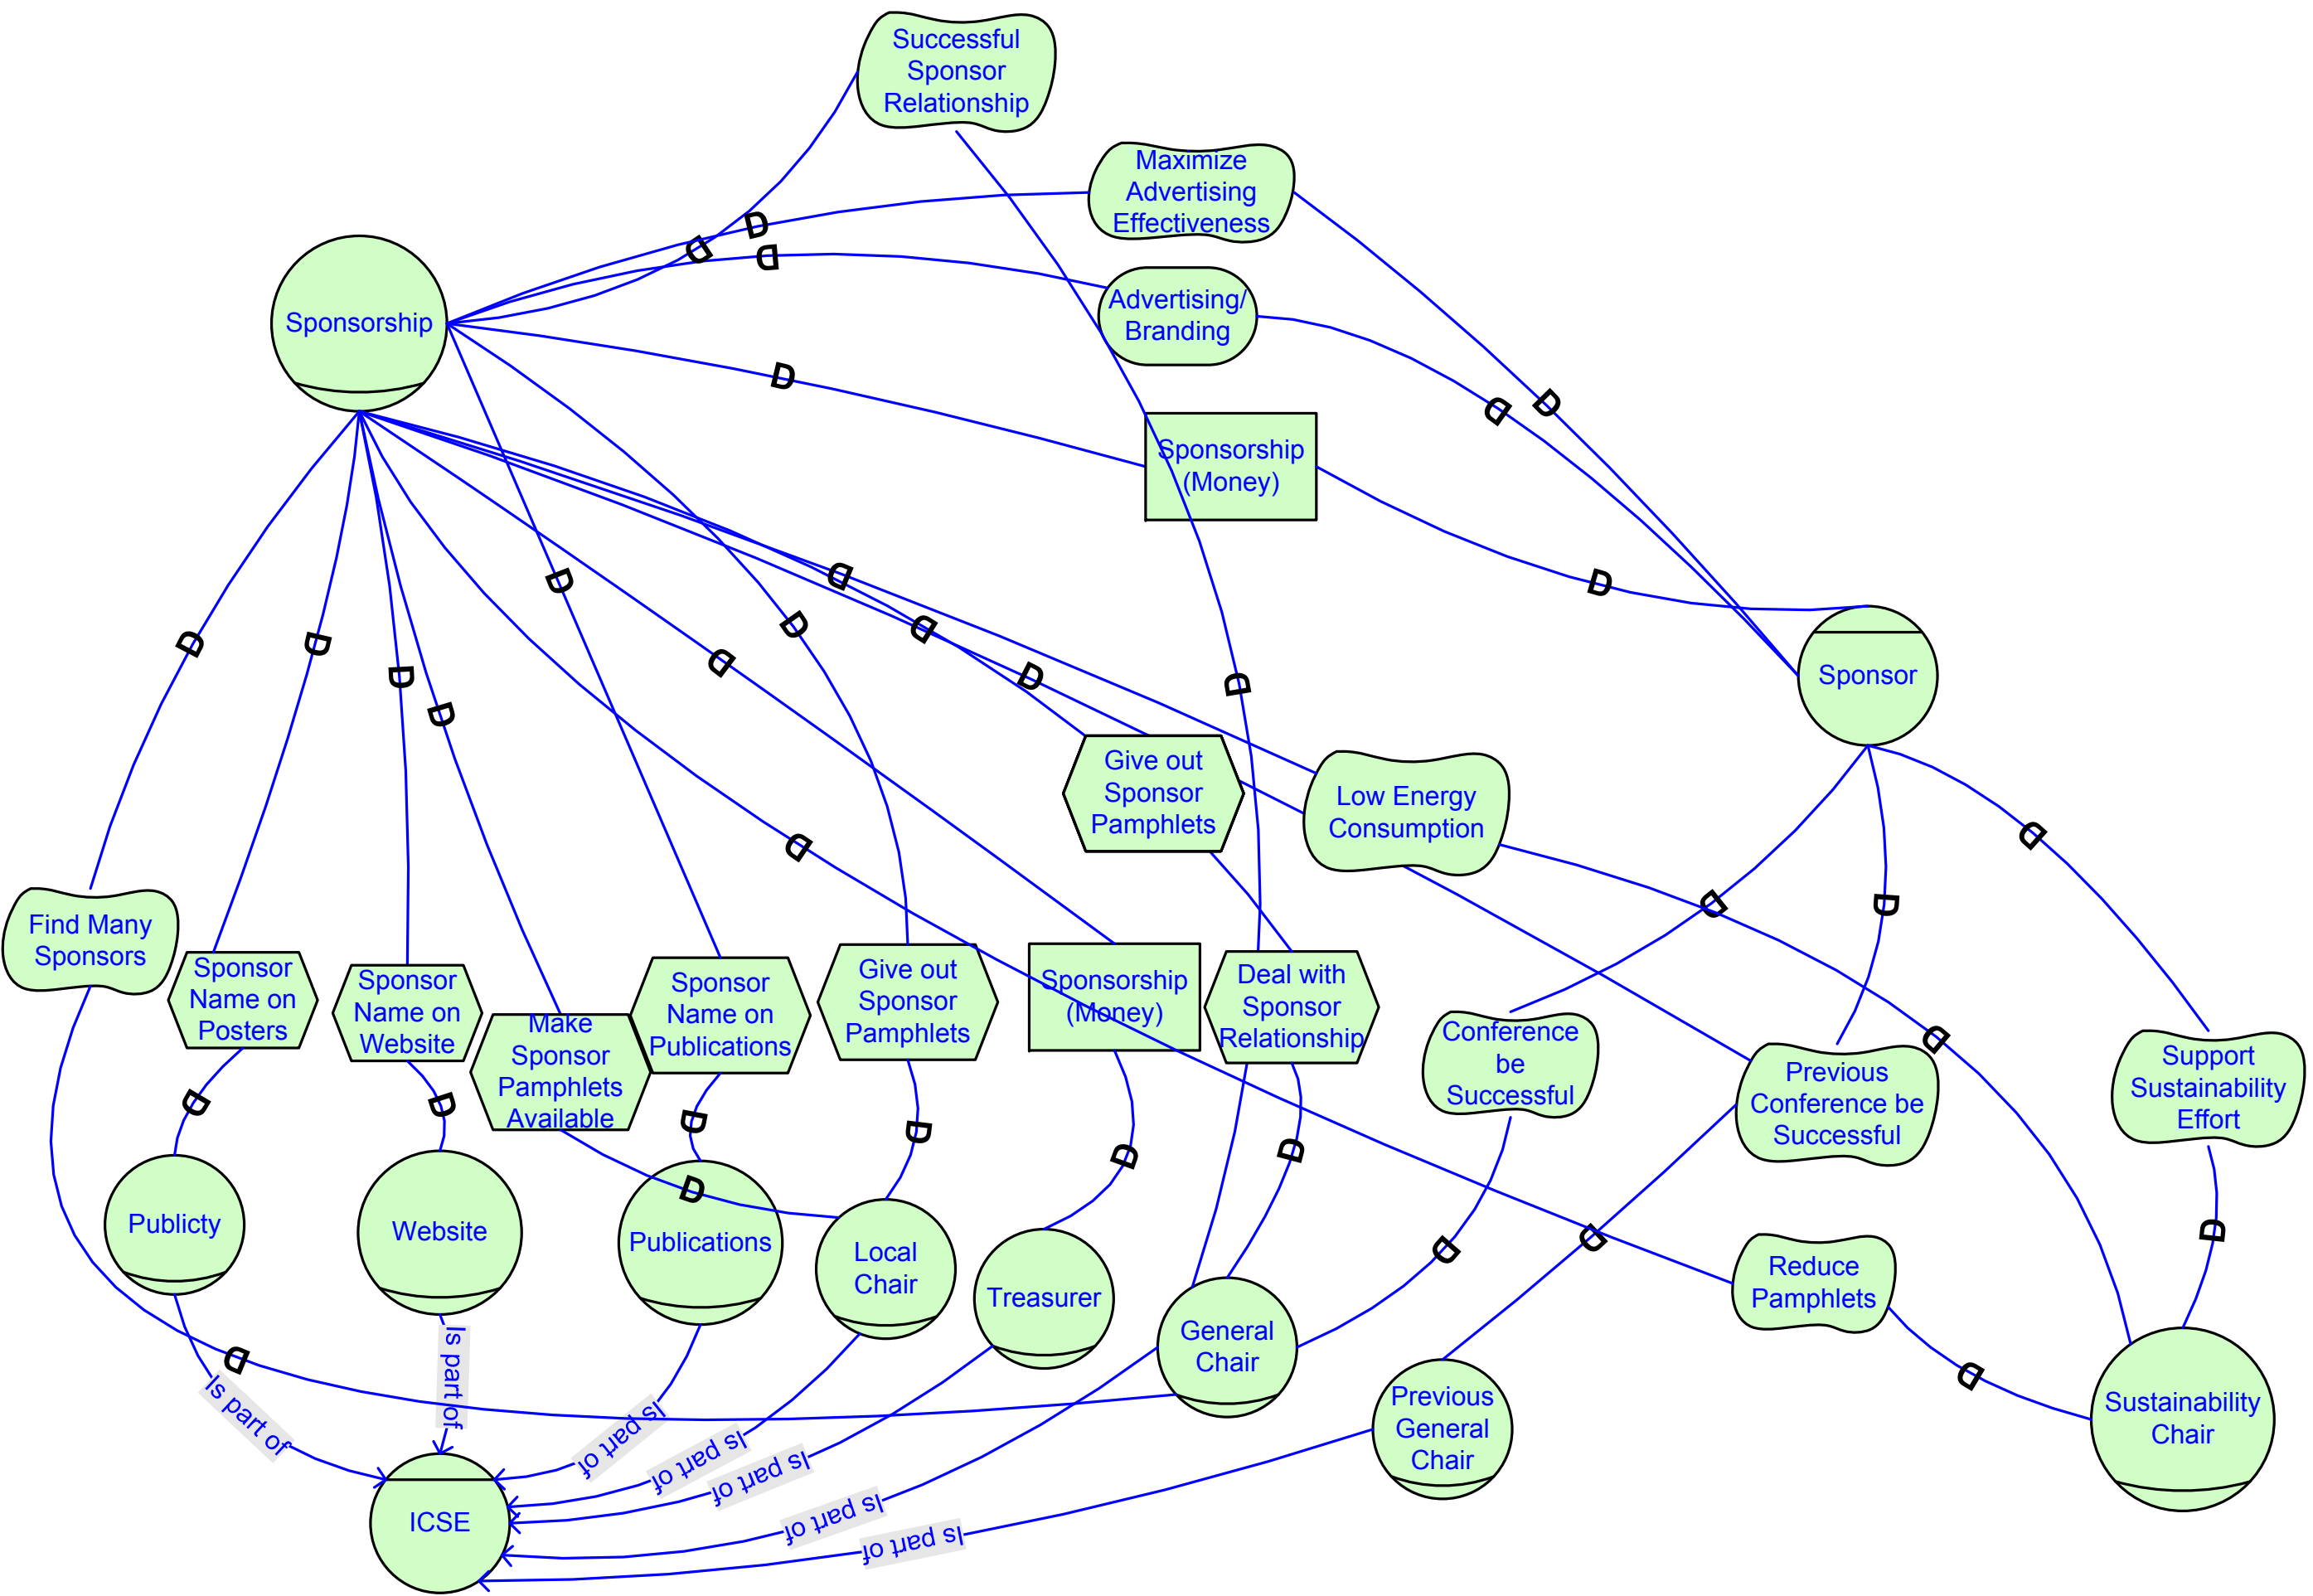 Successful
Sponsor
Relationship
Maximize
Advertising
Effectiveness
D
D
D
Sponsorship
Advertising/
Branding
D
D
D
Sponsorship
(Money)
D
D
D
D
D
D
D
D
D
D
D
Sponsor
D
D
D
Give out
Sponsor
Pamphlets
Low Energy
Consumption
D
D
D
D
Find Many
Sponsors
Sponsor
Name on
Posters
Sponsor
Name on
Website
Make
Sponsor
Pamphlets
Available
Sponsor
Name on
Publications
Give out
Sponsor
Pamphlets
Sponsorship
(Money)
Deal with
Sponsor
Relationship
Conference
be
Successful
D
Previous
Conference be
Successful
Support
Sustainability
Effort
D
D
D
D
D
D
D
D
D
D
Publicty
Website
Publications
Local
Chair
Treasurer
General
Chair
Reduce
Pamphlets
D
D
Previous
General
Chair
Sustainability
Chair
Is part of
Is part of
Is part of
Is part of
Is part of
Is part of
Is part of
ICSE